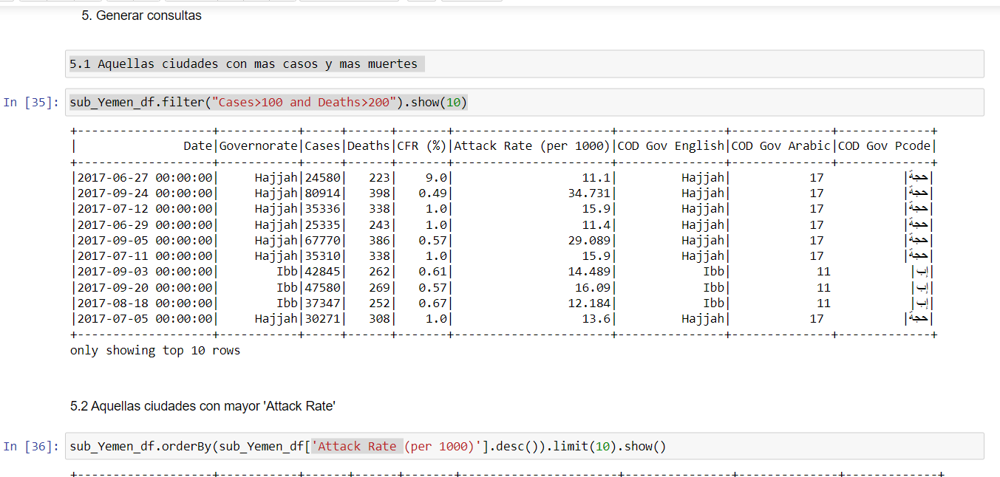 5. Generar consultas
5.1 Aquellas ciudades con mas casos y mas muertes
In [35]: sub_Yemen_df.filter("Cases>100 and Deaths>200").show(10)
+-------------------+-----------+-----+------+-------+----------------------+---------------+--------------+-------------+
|               Date|Governorate|Cases|Deaths|CFR (%)|Attack Rate (per 1000)|COD Gov English|COD Gov Arabic|COD Gov Pcode|
+-------------------+-----------+-----+------+-------+----------------------+---------------+--------------+-------------+
|2017-06-27 00:00:00|     Hajjah|24580|   223|    9.0|                  11.1|         Hajjah|           17 |حجة|
|2017-09-24 00:00:00|     Hajjah|80914|   398|   0.49|                34.731|         Hajjah|           17 |حجة|
|2017-07-12 00:00:00|     Hajjah|35336|   338|    1.0|                  15.9|         Hajjah|           17 |حجة|
|2017-06-29 00:00:00|     Hajjah|25335|   243|    1.0|                  11.4|         Hajjah|           17 |حجة|
|2017-09-05 00:00:00|     Hajjah|67770|   386|   0.57|                29.089|         Hajjah|           17 |حجة|
|2017-07-11 00:00:00|     Hajjah|35310|   338|    1.0|                  15.9|         Hajjah|           17 |حجة|
|2017-09-03 00:00:00|        Ibb|42845|   262|   0.61|                14.489|            Ibb|            11 |إب|
|2017-09-20 00:00:00|        Ibb|47580|   269|   0.57|                 16.09|            Ibb|            11 |إب|
|2017-08-18 00:00:00|        Ibb|37347|   252|   0.67|                12.184|            Ibb|            11 |إب|
|2017-07-05 00:00:00|     Hajjah|30271|   308|    1.0|                  13.6|         Hajjah|           17 |حجة|
+-------------------+-----------+-----+------+-------+----------------------+---------------+--------------+-------------+
only showing top 10 rows
5.2 Aquellas ciudades con mayor 'Attack Rate'
In [36]: sub_Yemen_df.orderBy(sub_Yemen_df['Attack Rate (per 1000)'].desc()).limit(10).show()
+-------------------+-----------+------+------+-------+----------------------+---------------+--------------+-------------+